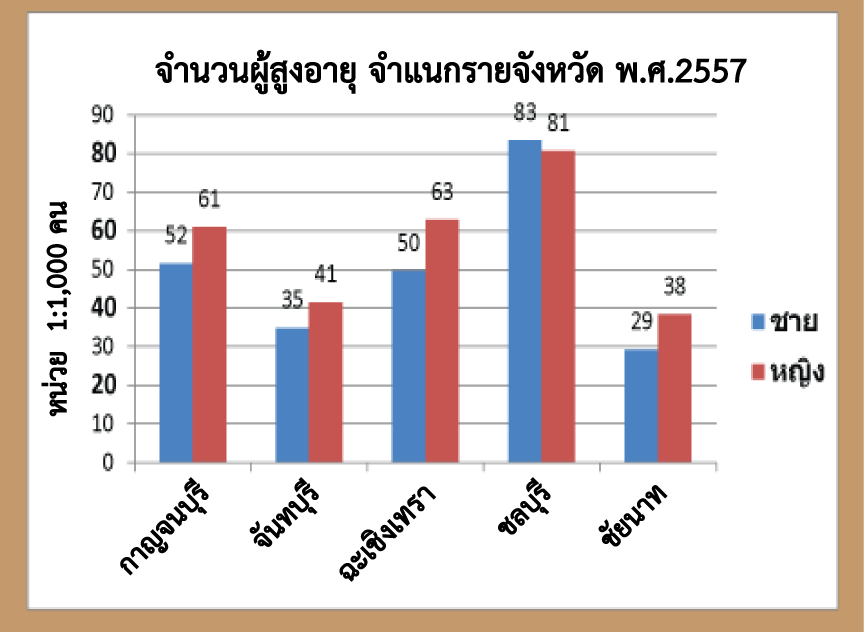 จำนวนผู้สูงอายุ จำแนกรายจังหวัด พ.ศ.2557
หน่วย 1:1,000 คน
90
80
70
60
50
40
30
20
10
0
52
61
35
41
50
63
83
81
29
38
กาญจนบุรี
จันทบุรี
ฉะเชิงเทรา
ชลบุรี
ชัยนาท
ชาย
หญิง